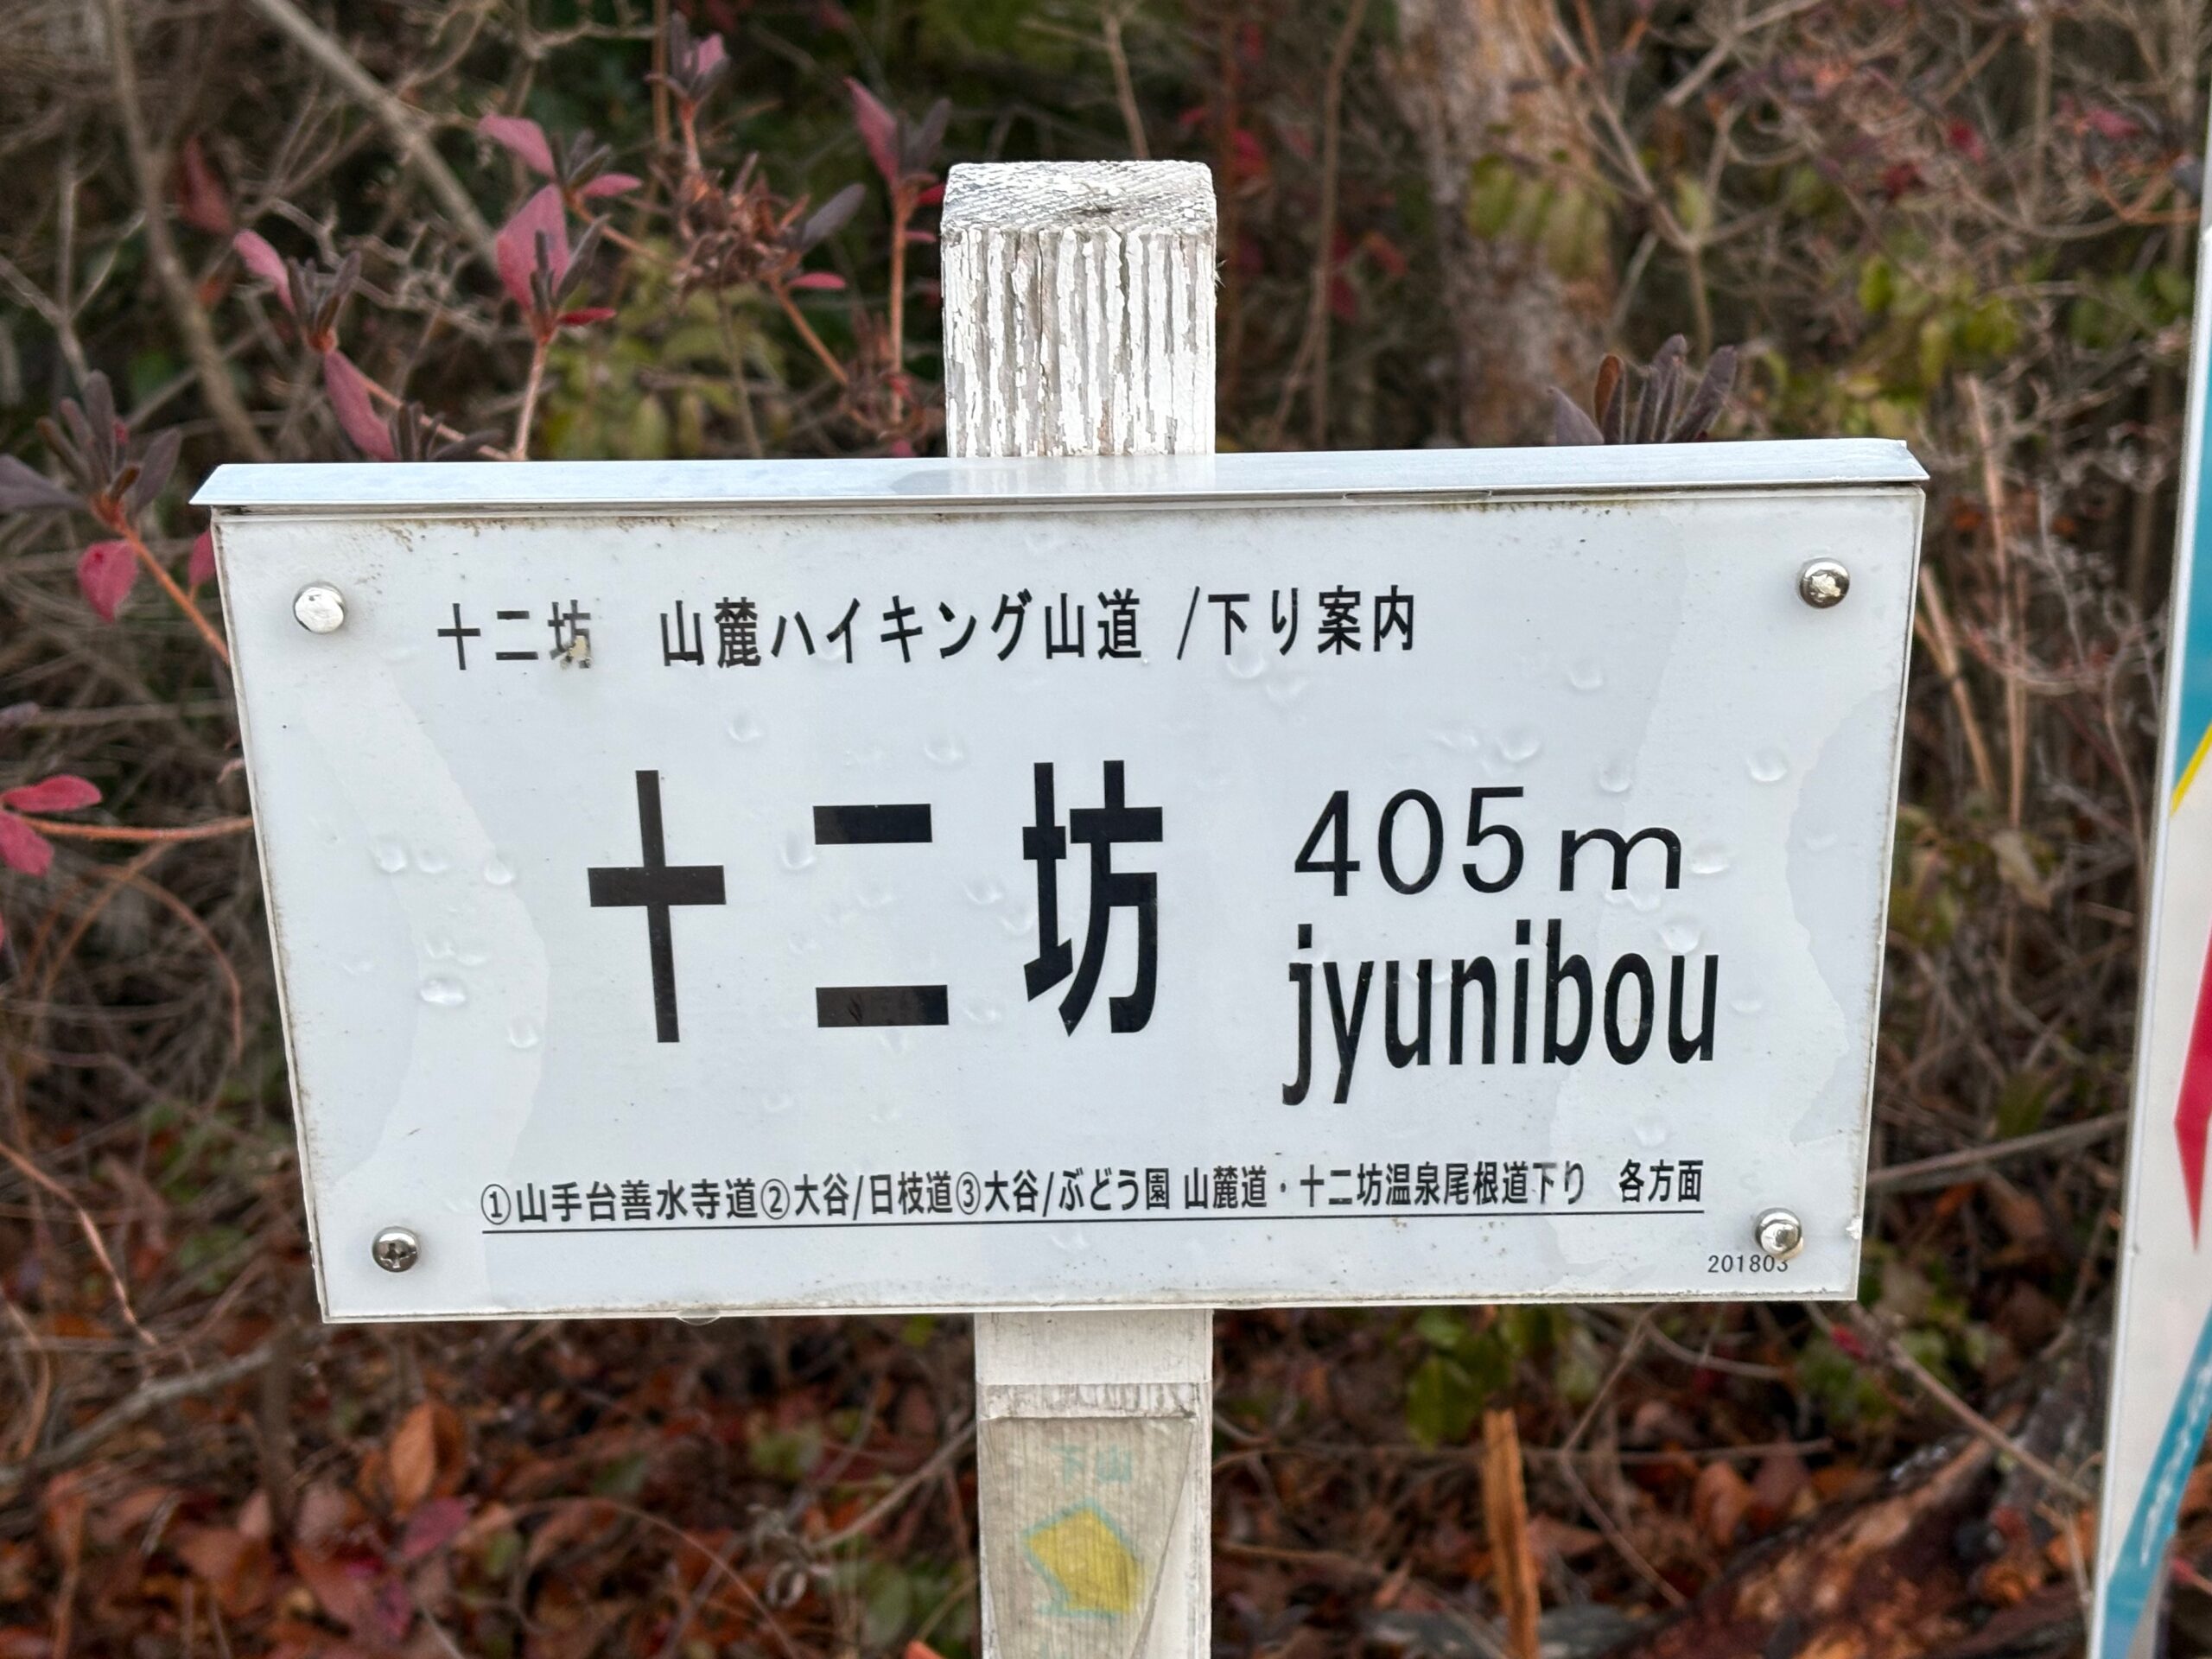 十二坊 山麓ハイキング山道 /下り案内
十二坊 405m
jyunibou
①山手台善水寺道②大谷/日枝道③大谷/ぶどう園 山麓道・十二坊温泉尾根道下り 各方面
201803
下山